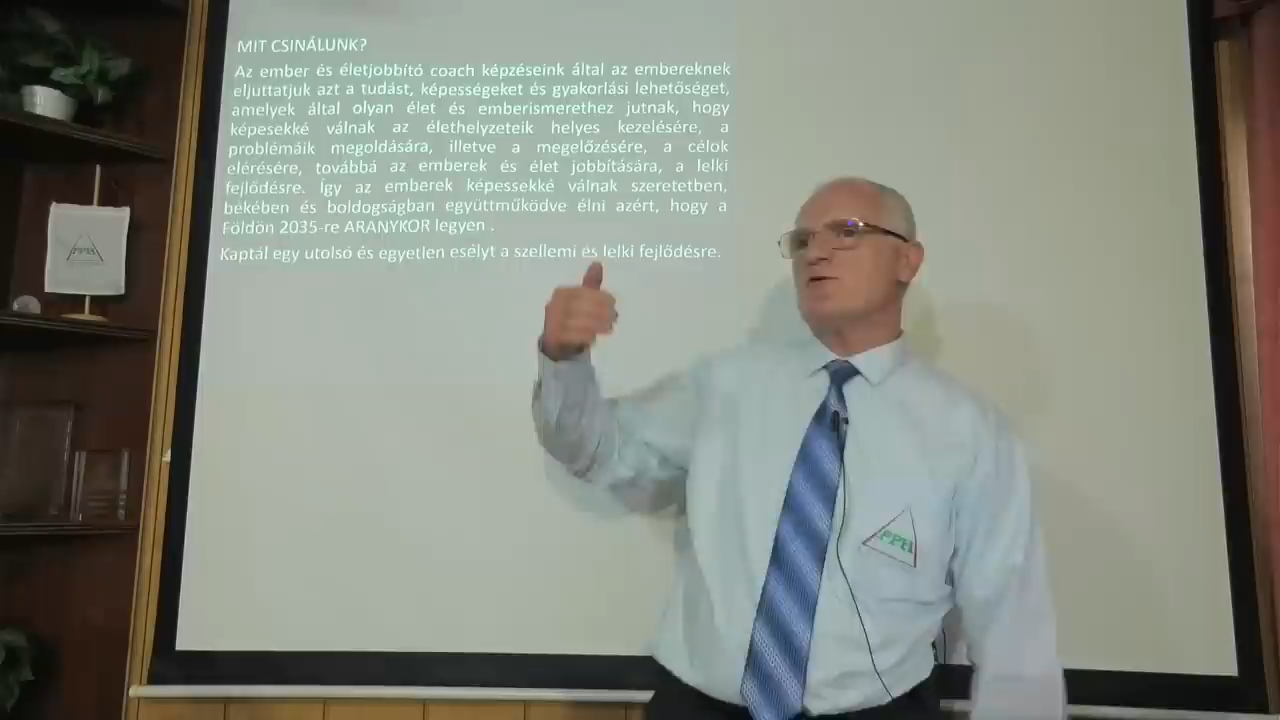 MIT CSINÁLUNK?
Az ember és életjobbító coach képzéseink által az embereknek
eljuttatjuk azt a tudást, képességeket és gyakorlási lehetőséget,
amelyek által olyan élet és emberismerethez jutnak, hogy
képesekké válnak az élethelyzeteik helyes kezelésére, a
problémáik megoldására, illetve a megelőzésére, a célok
elérésére, továbbá az emberek és élet jobbítására, a lelki
fejlődésre. Így az emberek képessekké válnak szeretetben,
békében és boldogságban együttműködve élni azért, hogy a
Földön 2035-re ARANYKOR legyen .
Kaptál egy utolsó és egyetlen esélyt a szellemi és lelki fejlődésre.
PPH
PPH